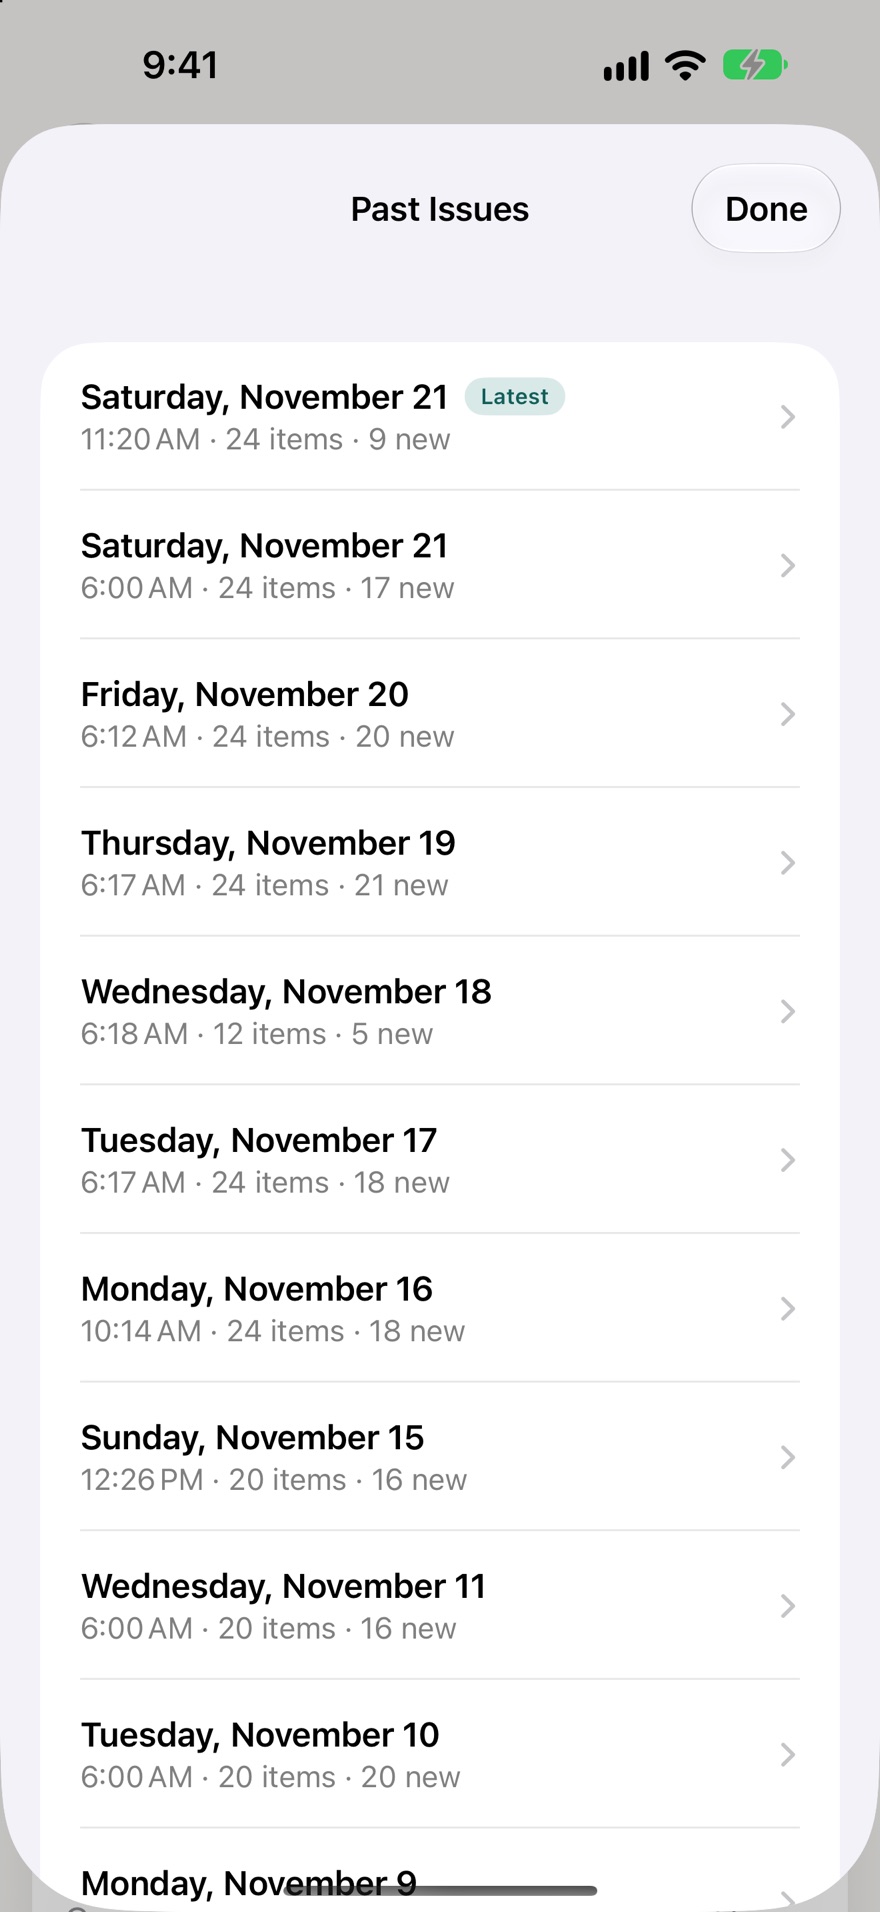 9:41
Past Issues
Done
Saturday, November 21 Latest
11:20 AM · 24 items · 9 new
Saturday, November 21
6:00 AM · 24 items · 17 new
Friday, November 20
6:12 AM · 24 items · 20 new
Thursday, November 19
6:17 AM · 24 items · 21 new
Wednesday, November 18
6:18 AM · 12 items · 5 new
Tuesday, November 17
6:17 AM · 24 items · 18 new
Monday, November 16
10:14 AM · 24 items · 18 new
Sunday, November 15
12:26 PM · 20 items · 16 new
Wednesday, November 11
6:00 AM · 20 items · 16 new
Tuesday, November 10
6:00 AM · 20 items · 20 new
Monday, November 9